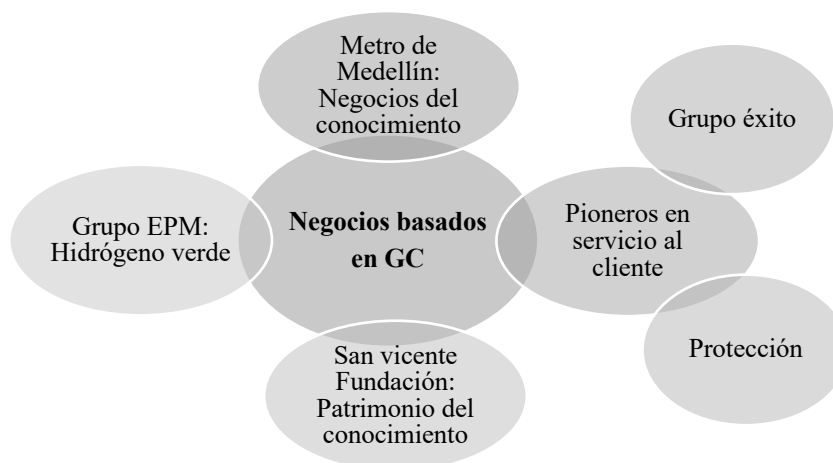 Metro de
Medellín:
Negocios del
conocimiento
Grupo éxito
Grupo EPM:
Hidrógeno verde
Negocios basados
en GC
Pioneros en
servicio al
cliente
Protección
San vicente
Fundación:
Patrimonio del
conocimiento